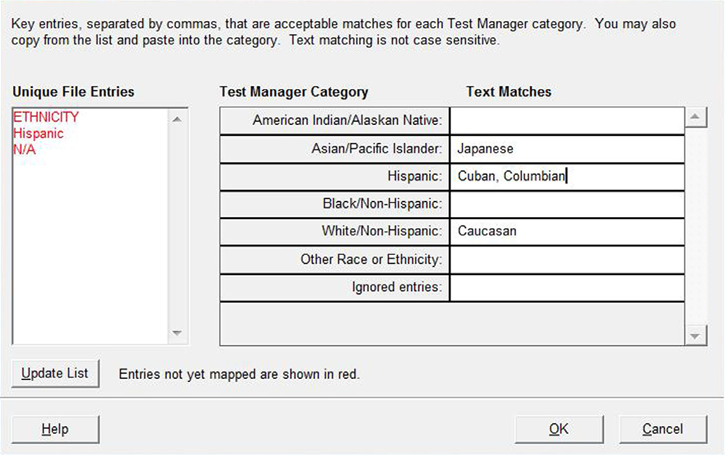 Key entries, separated by commas, that are acceptable matches for each Test Manager category. You may also
copy from the list and paste into the category. Text matching is not case sensitive.
Unique File Entries
ETHNICITY
Hispanic
N/A
Test Manager Category Text Matches
American Indian/Alaskan Native:
Asian/Pacific Islander: Japanese
Hispanic: Cuban, Columbian
Black/Non-Hispanic:
White/Non-Hispanic: Caucasan
Other Race or Ethnicity:
Ignored entries:
Update List Entries not yet mapped are shown in red.
Help OK Cancel